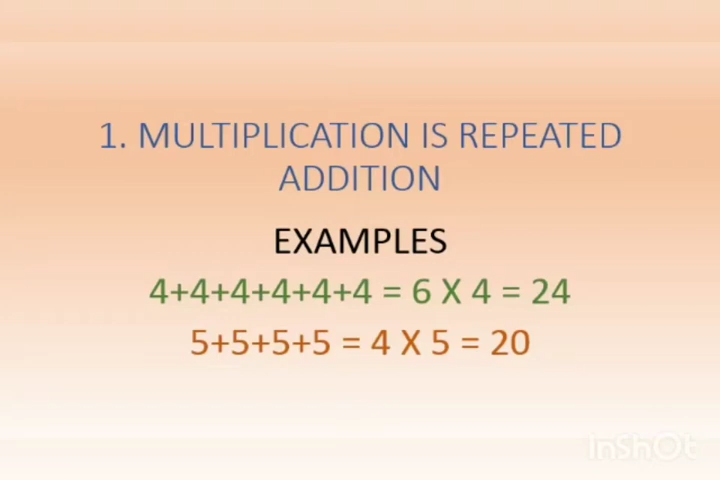 1. MULTIPLICATION IS REPEATED
ADDITION
EXAMPLES
4+4+4+4+4+4 = 6 X 4 = 24
5+5+5+5 = 4 X 5 = 20
InShOt